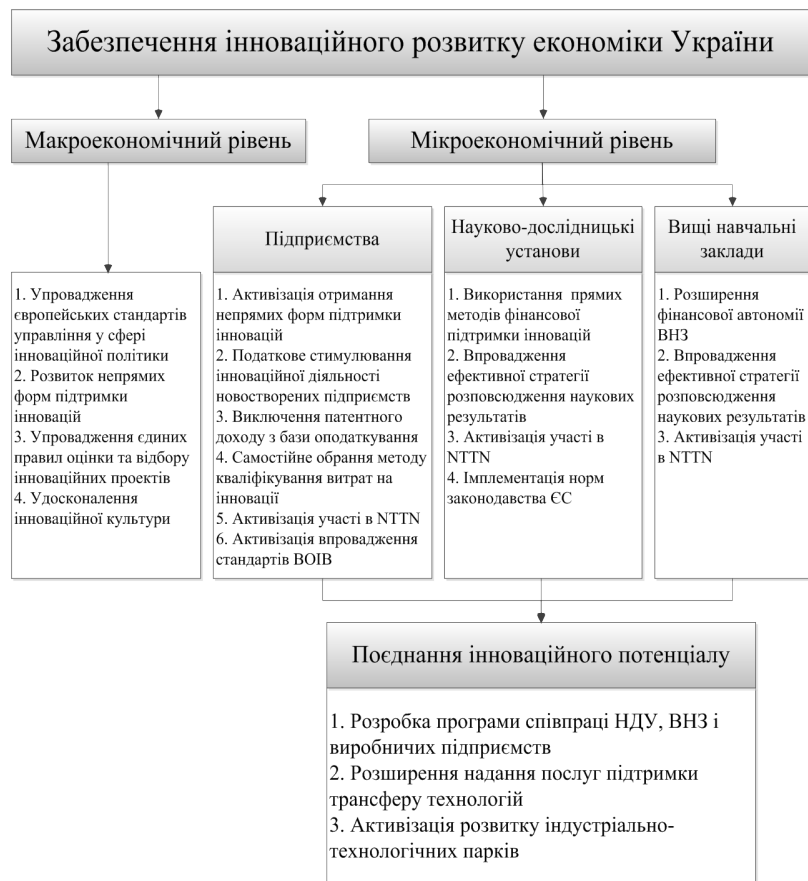 Забезпечення інноваційного розвитку економіки України
Макроекономічний рівень
Мікроекономічний рівень
1. Упровадження
європейських стандартів
управління у сфері
інноваційної політики
2. Розвиток непрямих
форм підтримки
інновацій
3. Упровадження єдиних
правил оцінки та відбору
інноваційних проектів
4. Удосконалення
інноваційної культури
Підприємства
1. Активізація отримання
непрямих форм підтримки
інновацій
2. Податкове стимулювання
інноваційної діяльності
новостворених підприємств
3. Виключення патентного
доходу з бази оподаткування
4. Самостійне обрання методу
кваліфікування витрат на
інновації
5. Активізація участі в NTTN
6. Активізація впровадження
стандартів ВОІВ
Науково-дослідницькі
установи
1. Використання прямих
методів фінансової
підтримки інновацій
2. Впровадження
ефективної стратегії
розповсюдження наукових
результатів
3. Активізація участі в
NTTN
4. Імплементація норм
законодавства ЄС
Вищі навчальні
заклади
1. Розширення
фінансової автономії
ВНЗ
2. Впровадження
ефективної стратегії
розповсюдження
наукових результатів
3. Активізація участі
в NTTN
Поєднання інноваційного потенціалу
1. Розробка програми співпраці НДУ, ВНЗ і
виробничих підприємств
2. Розширення надання послуг підтримки
трансферу технологій
3. Активізація розвитку індустріально-
технологічних парків